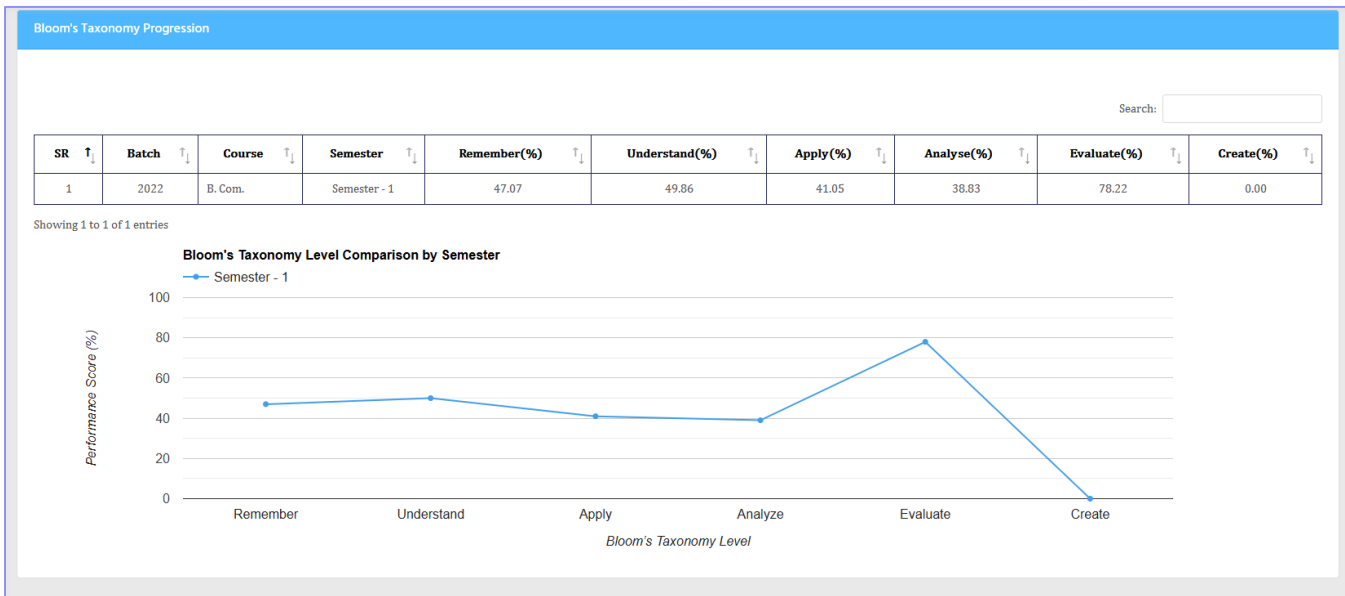 Bloom's Taxonomy Progression
Search:
SR Batch Course Semester Remember(%) Understand(%) Apply(%) Analyse(%) Evaluate(%) Create(%)
1 2022 B. Com. Semester - 1 47.07 49.86 41.05 38.83 78.22 0.00
Showing 1 to 1 of 1 entries
Bloom's Taxonomy Level Comparison by Semester
Semester - 1
100
80
60
40
20
0
Performance Score (%)
Remember Understand Apply Analyze Evaluate Create
Bloom's Taxonomy Level